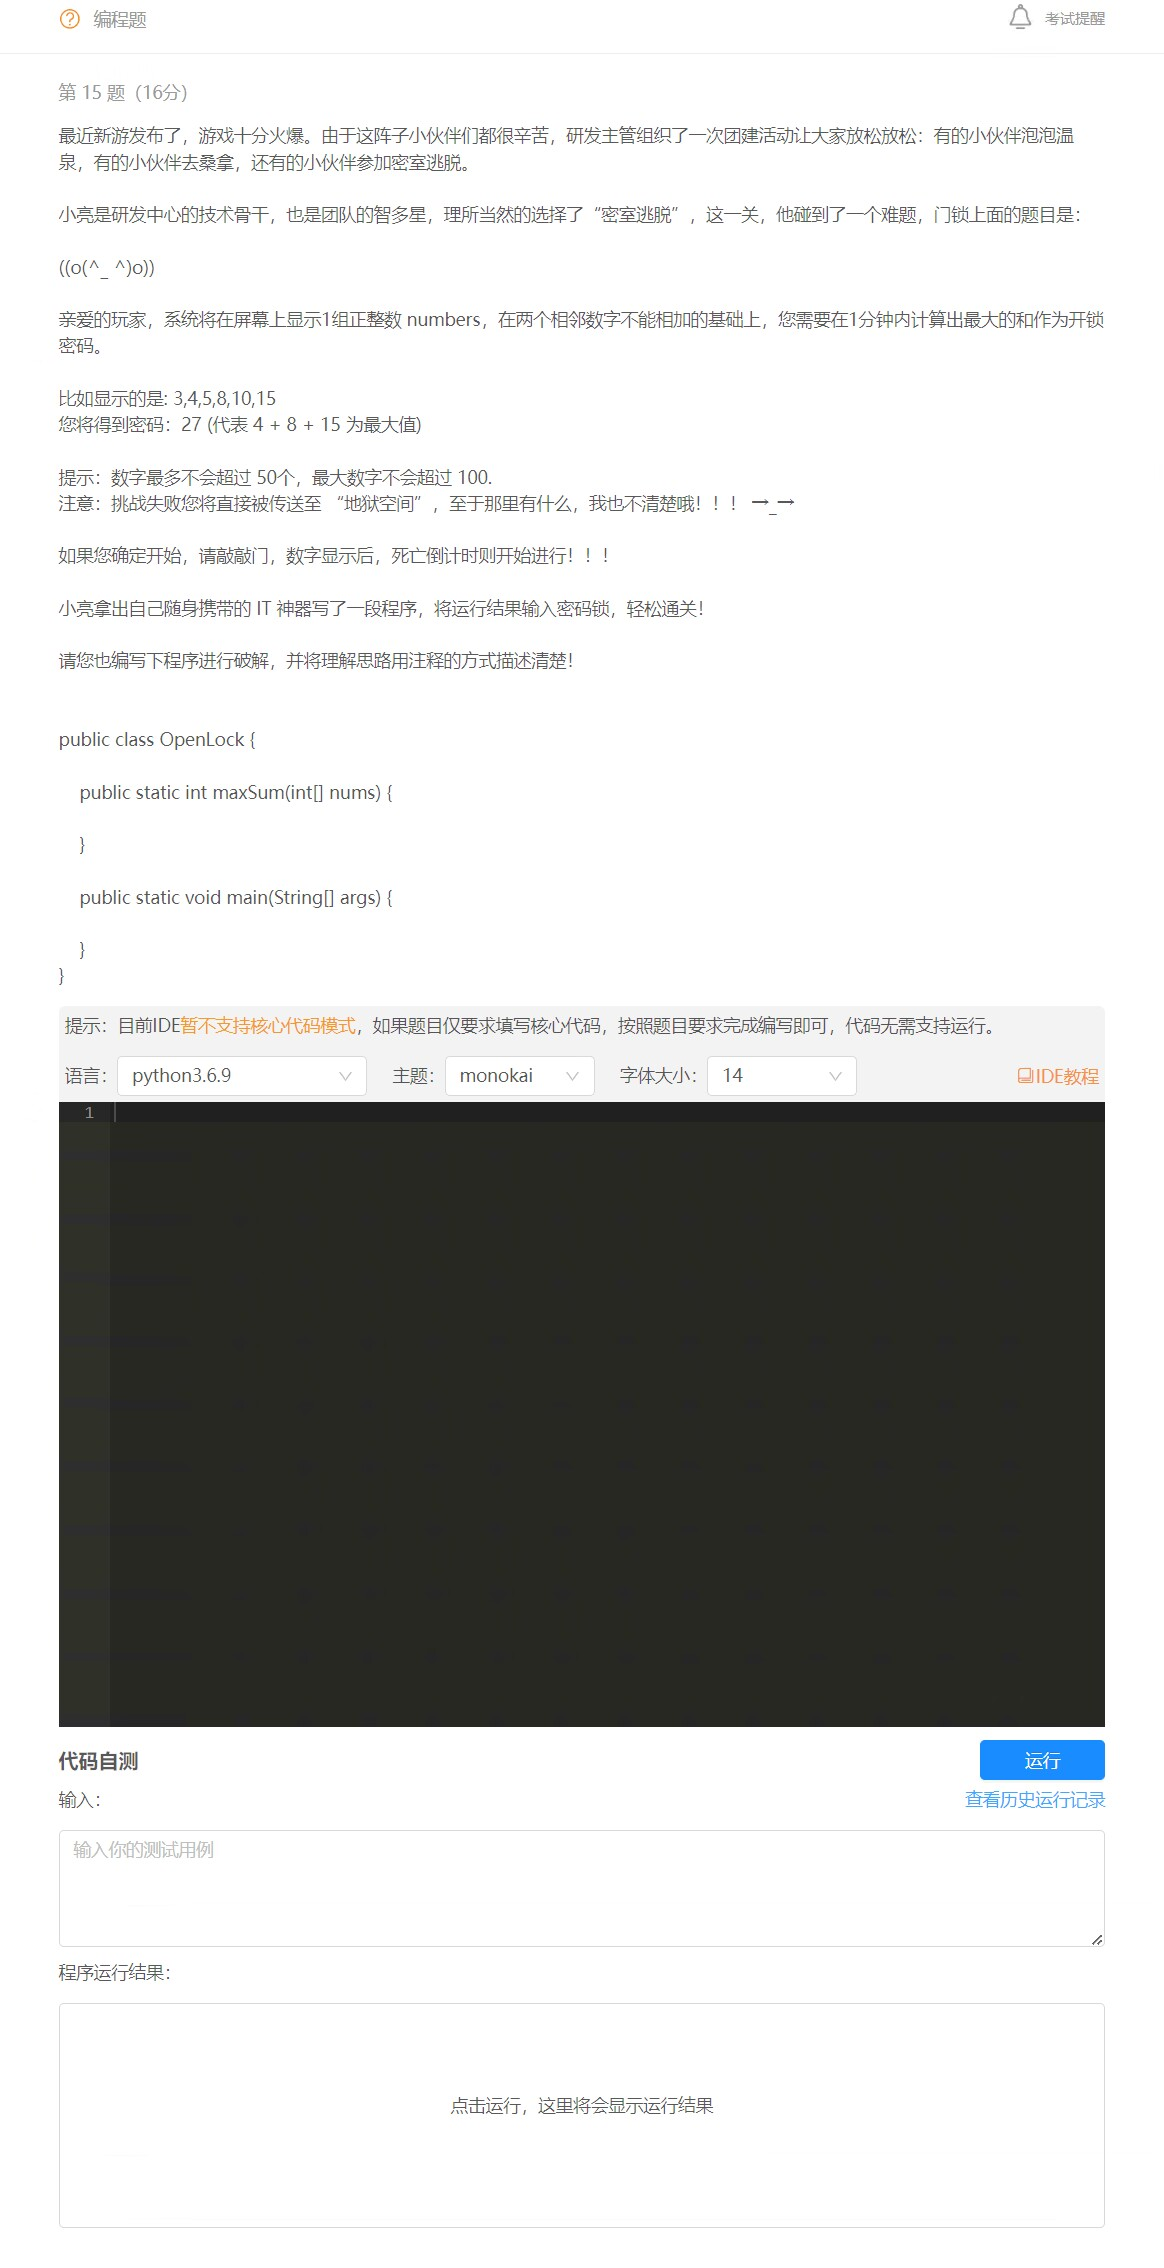 编程题
考试提醒
第 15 题（16分）
最近新游发布了，游戏十分火爆。由于这阵子小伙伴们都很辛苦，研发主管组织了一次团建活动让大家放松放松：有的小伙伴泡泡温
泉，有的小伙伴去桑拿，还有的小伙伴参加密室逃脱。
小亮是研发中心的技术骨干，也是团队的智多星，理所当然的选择了“密室逃脱”，这一关，他碰到了一个难题，门锁上面的题目是：
((o(^_ ^)o))
亲爱的玩家，系统将在屏幕上显示1组正整数 numbers，在两个相邻数字不能相加的基础上，您需要在1分钟内计算出最大的和作为开锁
密码。
比如显示的是: 3,4,5,8,10,15
您将得到密码：27 (代表 4 + 8 + 15 为最大值)
提示：数字最多不会超过 50个，最大数字不会超过 100.
注意：挑战失败您将直接被传送至 “地狱空间”，至于那里有什么，我也不清楚哦！！！ →_→
如果您确定开始，请敲敲门，数字显示后，死亡倒计时则开始进行！！！
小亮拿出自己随身携带的 IT 神器写了一段程序，将运行结果输入密码锁，轻松通关！
请您也编写下程序进行破解，并将理解思路用注释的方式描述清楚！
public class OpenLock {
public static int maxSum(int[] nums) {
}
public static void main(String[] args) {
}
}
提示：目前IDE暂不支持核心代码模式，如果题目仅要求填写核心代码，按照题目要求完成编写即可，代码无需支持运行。
语言： python3.6.9 主题： monokai 字体大小： 14 IDE教程
1
代码自测
运行
输入：
查看历史运行记录
输入你的测试用例
程序运行结果：
点击运行，这里将会显示运行结果